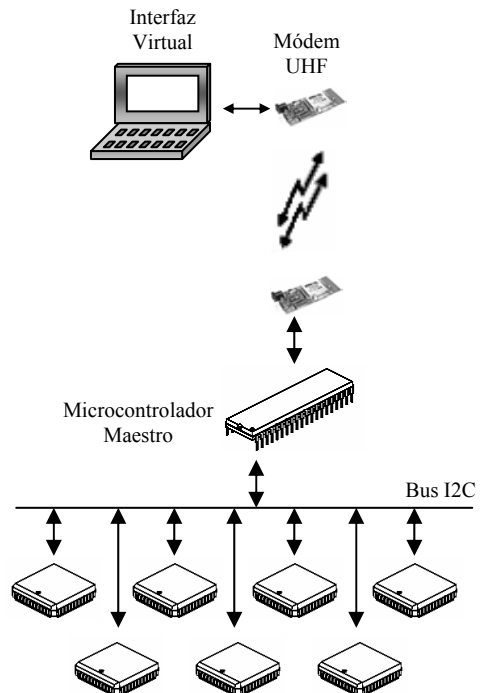 Interfaz
Virtual
Módem
UHF
Microcontrolador
Maestro
Bus I2C